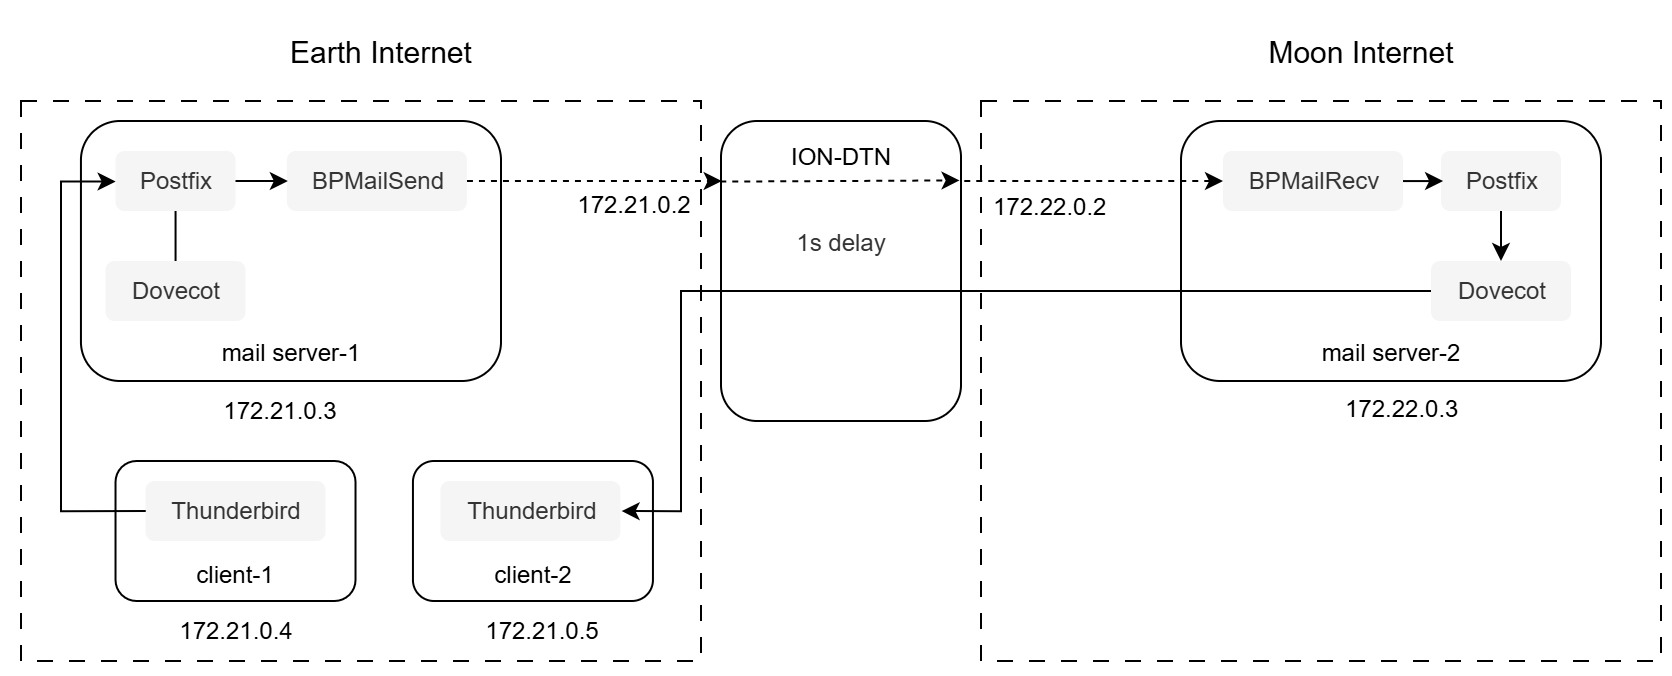 Earth Internet
Moon Internet
Postfix
BPMailSend
172.21.0.2
Dovecot
mail server-1
172.21.0.3
Thunderbird
client-1
172.21.0.4
Thunderbird
client-2
172.21.0.5
ION-DTN
1s delay
172.22.0.2
BPMailRecv
Postfix
Dovecot
mail server-2
172.22.0.3